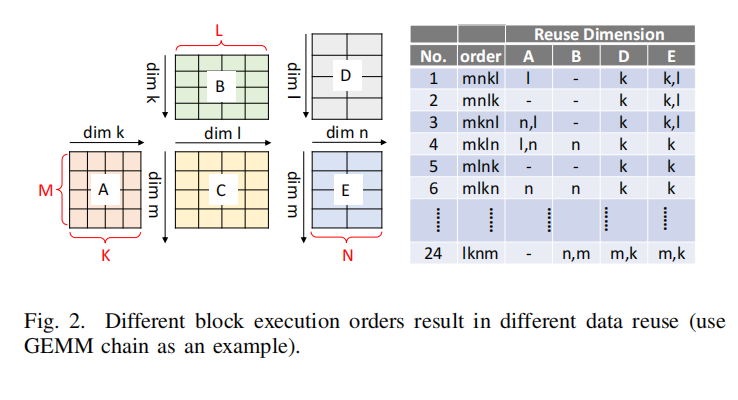 L
dim k
B
dim l
D
dim k
dim l
dim n
M
A
dim m
C
dim m
E
K
N
Reuse Dimension
No. order A B D E
1 mnkl l - k k,l
2 mnlk - - k k,l
3 mknl n,l - k k,l
4 mkln l,n n k k
5 mlnk - - k k
6 mlkn n n k k
24 lknm - n,m m,k m,k
Fig. 2. Different block execution orders result in different data reuse (use
GEMM chain as an example).